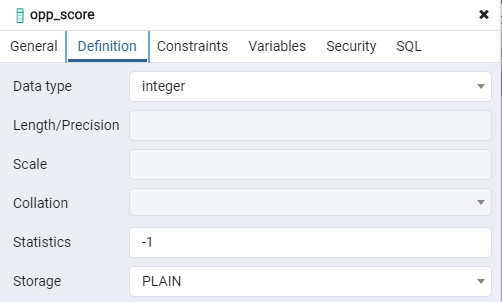 opp_score
General Definition Constraints Variables Security SQL
Data type integer
Length/Precision
Scale
Collation
Statistics -1
Storage PLAIN